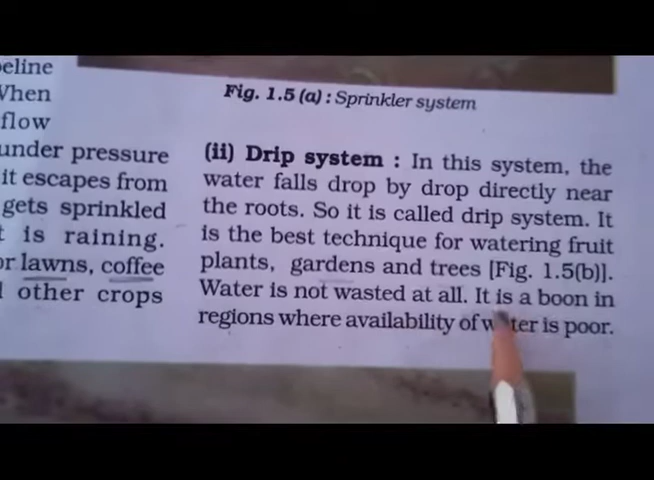 eline
When
flow
under pressure
it escapes from
gets sprinkled
t is raining.
or lawns, coffee
other crops
Fig. 1.5 (a) : Sprinkler system
(ii) Drip system : In this system, the
water falls drop by drop directly near
the roots. So it is called drip system. It
is the best technique for watering fruit
plants, gardens and trees [Fig. 1.5(b)].
Water is not wasted at all. It is a boon in
regions where availability of water is poor.